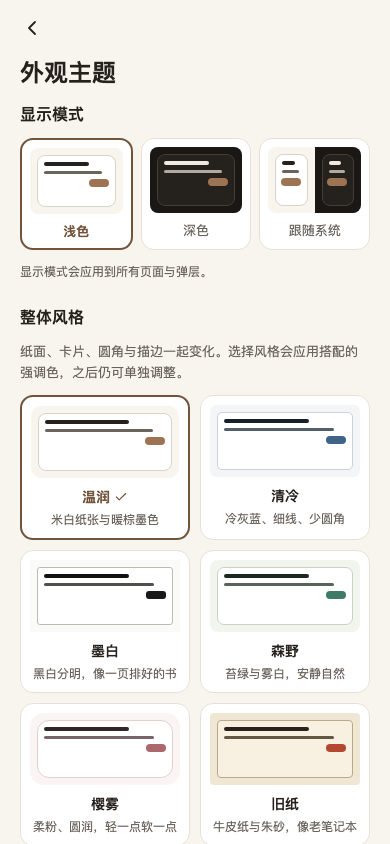 外观主题
显示模式
浅色
深色
跟随系统
显示模式会应用到所有页面与弹层。
整体风格
纸面、卡片、圆角与描边一起变化。选择风格会应用搭配的
强调色，之后仍可单独调整。
温润
米白纸张与暖棕墨色
清冷
冷灰蓝、细线、少圆角
墨白
黑白分明，像一页排好的书
森野
苔绿与雾白，安静自然
樱雾
柔粉、圆润，轻一点软一点
旧纸
牛皮纸与朱砂，像老笔记本